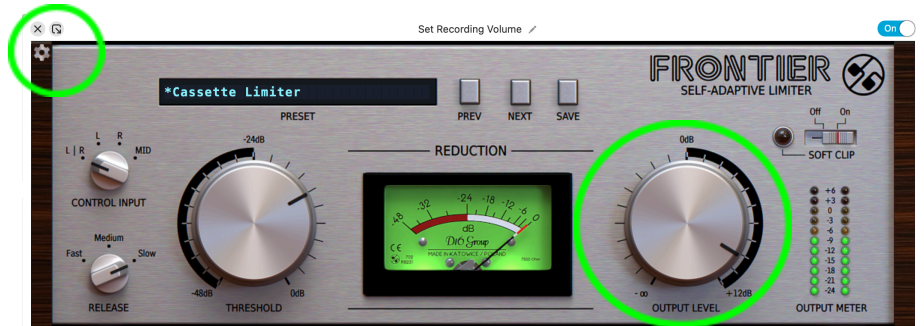 Set Recording Volume
On
FRONTIER
SELF-ADAPTIVE LIMITER
*Cassette Limiter
PRESET
PREV
NEXT
SAVE
Off
On
SOFT CLIP
L | R
L
R
MID
CONTROL INPUT
Fast
Medium
Slow
RELEASE
-24dB
-48dB
0dB
THRESHOLD
REDUCTION
-48
-32
-24
-18
-12
-6
0
dB
D16 Group
MADE IN KATOWICE / POLAND
0dB
- ∞
+12dB
OUTPUT LEVEL
+6
+3
0
-3
-6
-9
-12
-15
-18
-21
-24
OUTPUT METER